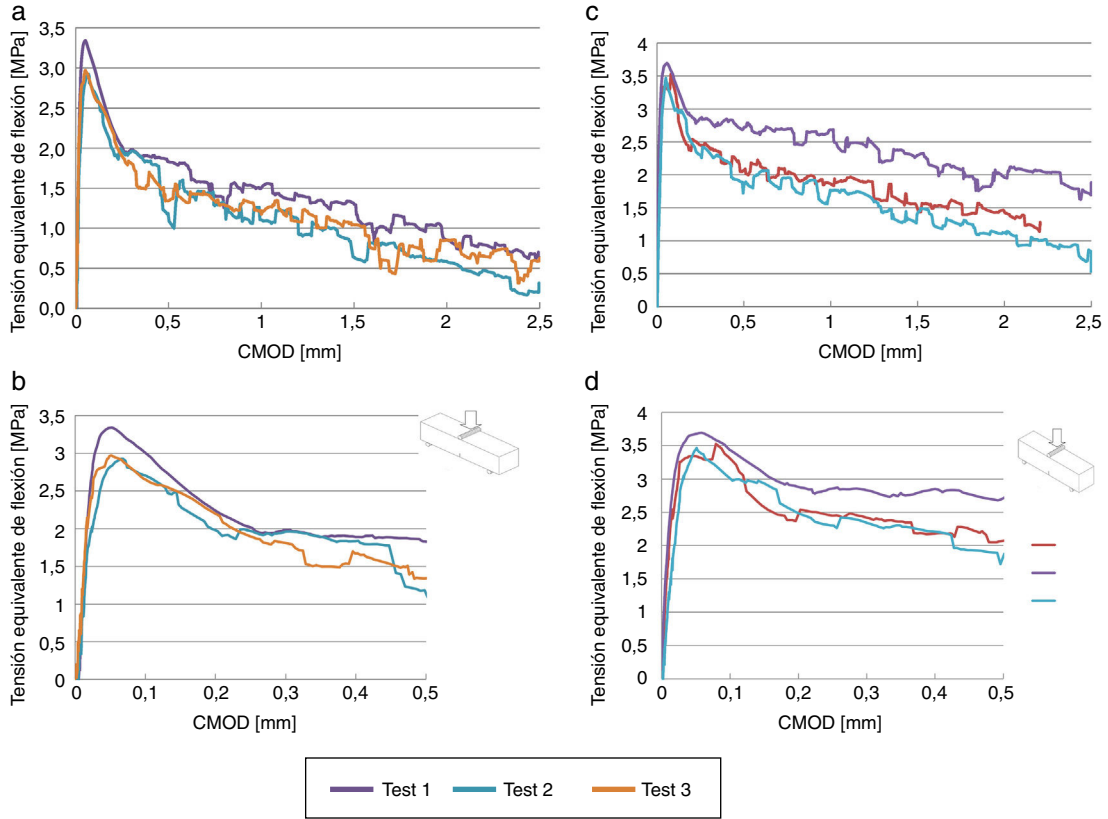 a
Tensión equivalente de flexión [MPa]
3,5
3,0
2,5
2,0
1,5
1,0
0,5
0,0
0 0,5 1 1,5 2 2,5
CMOD [mm]
c
Tensión equivalente de flexión [MPa]
4
3,5
3
2,5
2
1,5
1
0,5
0
0 0,5 1 1,5 2 2,5
CMOD [mm]
b
Tensión equivalente de flexión [MPa]
3,5
3
2,5
2
1,5
1
0,5
0
0 0,1 0,2 0,3 0,4 0,5
CMOD [mm]
d
Tensión equivalente de flexión [MPa]
4
3,5
3
2,5
2
1,5
1
0,5
0
0 0,1 0,2 0,3 0,4 0,5
CMOD [mm]
Test 1 Test 2 Test 3